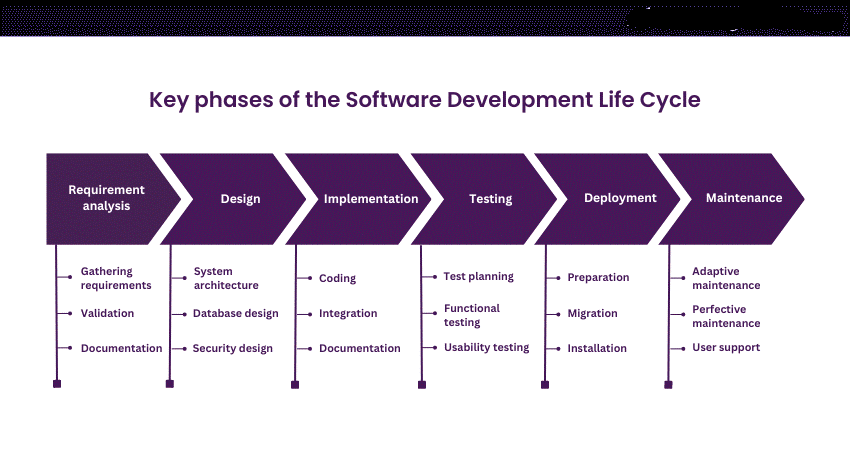 Key phases of the Software Development Life Cycle
Requirement
analysis
Design
Implementation
Testing
Deployment
Maintenance
Gathering
requirements
Validation
Documentation
System
architecture
Database design
Security design
Coding
Integration
Documentation
Test planning
Functional
testing
Usability testing
Preparation
Migration
Installation
Adaptive
maintenance
Perfective
maintenance
User support